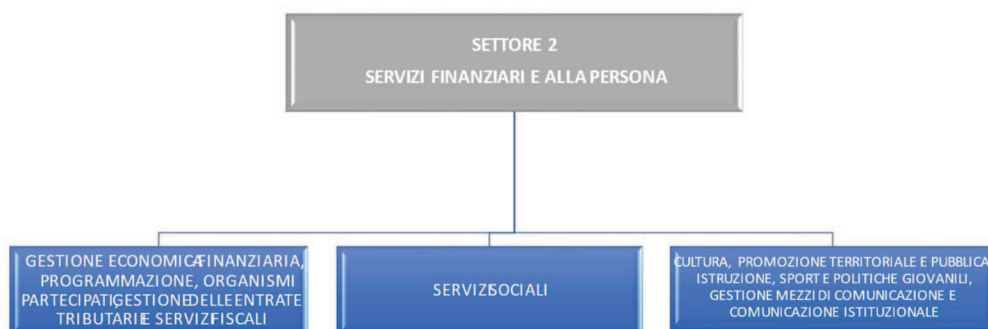 SETTORE 2
SERVIZI FINANZIARI E ALLA PERSONA
GESTIONE ECONOMICA FINANZIARIA,
PROGRAMMAZIONE, ORGANISMI
PARTECIPATI, GESTIONE DELLE ENTRATE
TRIBUTARI E SERVIZI FISCALI
SERVIZI SOCIALI
CULTURA, PROMOZIONE TERRITORIALE E PUBBLICA
ISTRUZIONE, SPORT E POLITICHE GIOVANILI,
GESTIONE MEZZI DI COMUNICAZIONE E
COMUNICAZIONE ISTITUZIONALE